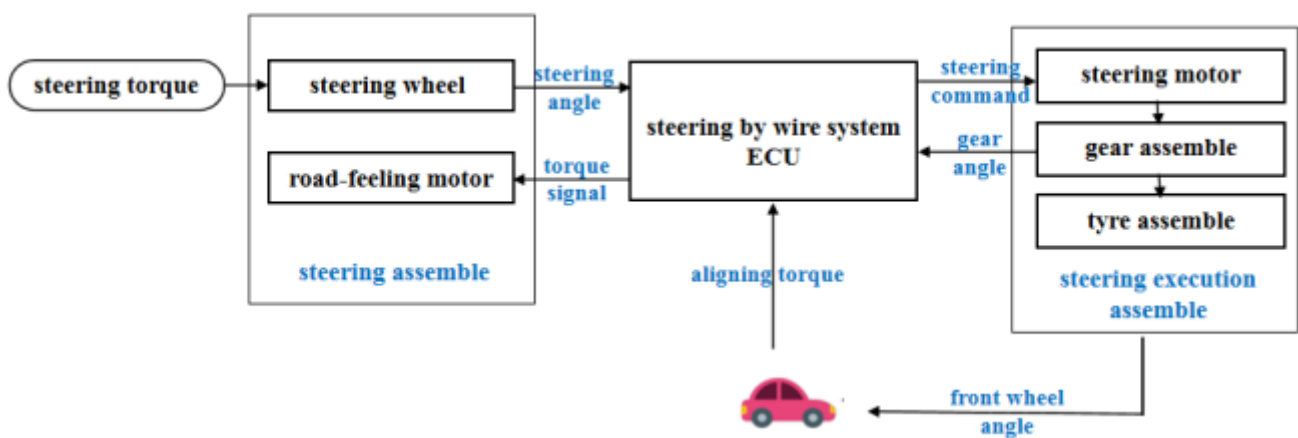 steering torque
steering wheel
road-feeling motor
steering assemble
steering
angle
torque
signal
steering by wire system
ECU
aligning torque
steering
command
gear
angle
steering motor
gear assemble
tyre assemble
steering execution
assemble
front wheel
angle